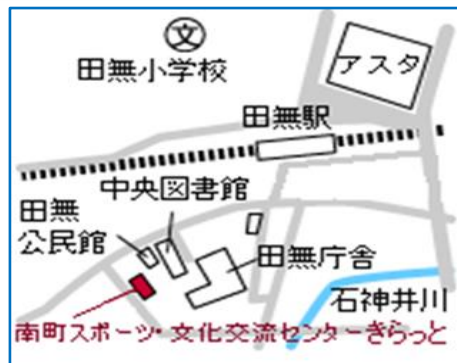 文
田無小学校
アスタ
田無駅
中央図書館
田無
公民館
田無庁舎
石神井川
南町スポーツ・文化交流センターきらっと